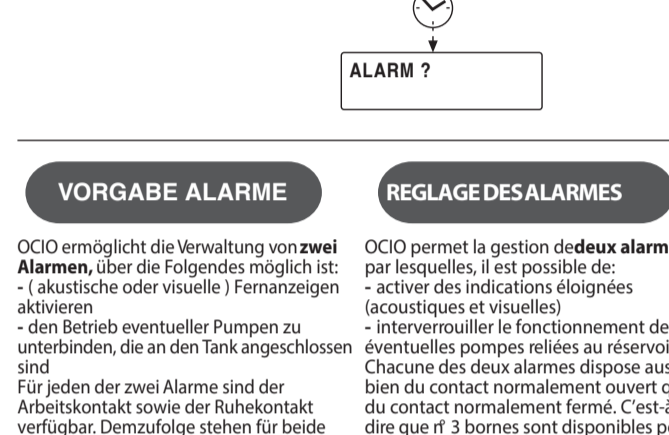 ALARM ?
VORGABE ALARME
OCIO ermöglicht die Verwaltung von zwei
Alarmen, über die Folgendes möglich ist:
- ( akustische oder visuelle ) Fernanzeigen
aktivieren
- den Betrieb eventueller Pumpen zu
unterbinden, die an den Tank angeschlossen
sind
Für jeden der zwei Alarme sind der
Arbeitskontakt sowie der Ruhekontakt
verfügbar. Demzufolge stehen für beide
REGLAGE DES ALARMES
OCIO permet la gestion de deux alarm
par lesquelles, il est possible de:
- activer des indications éloignées
(acoustiques et visuelles)
- interverrouiller le fonctionnement de
éventuelles pompes reliées au réservoi
Chacune des deux alarmes dispose aus
bien du contact normalement ouvert
du contact normalement fermé. C'est-à
dire que n° 3 bornes sont disponibles